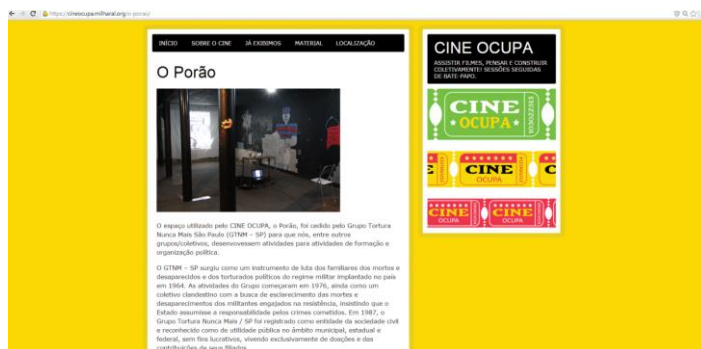 https://cineocupa.milharal.org/o-porao/
INÍCIO SOBRE O CINE JÁ EXIBIMOS MATERIAL LOCALIZAÇÃO
O Porão
O espaço utilizado pelo CINE OCUPA, o Porão, foi cedido pelo Grupo Tortura
Nunca Mais São Paulo (GTNM – SP) para que nós, entre outros
grupos/coletivos, desenvovessem atividades para atividades de formação e
organização política.
O GTNM – SP surgiu como um instrumento de luta dos familiares dos mortos e
desaparecidos e dos torturados políticos do regime militar implantado no país
em 1964. As atividades do Grupo começaram em 1976, ainda como um
coletivo clandestino com a busca de esclarecimento das mortes e
desaparecimentos dos militantes engajados na resistência, insistindo que o
Estado assumisse a responsabilidade pelos crimes cometidos. Em 1987, o
Grupo Tortura Nunca Mais / SP foi registrado como entidade da sociedade civil
e reconhecido como de utilidade pública no âmbito municipal, estadual e
federal, sem fins lucrativos, vivendo exclusivamente de doações e das
contribuições de seus filiados.
CINE OCUPA
ASSISTIR FILMES, PENSAR E CONSTRUIR
COLETIVAMENTE! SESSÕES SEGUIDAS
DE BATE-PAPO.
CINE
OCUPA
CINE
OCUPA
CINE
OCUPA
CINE
OCUPA